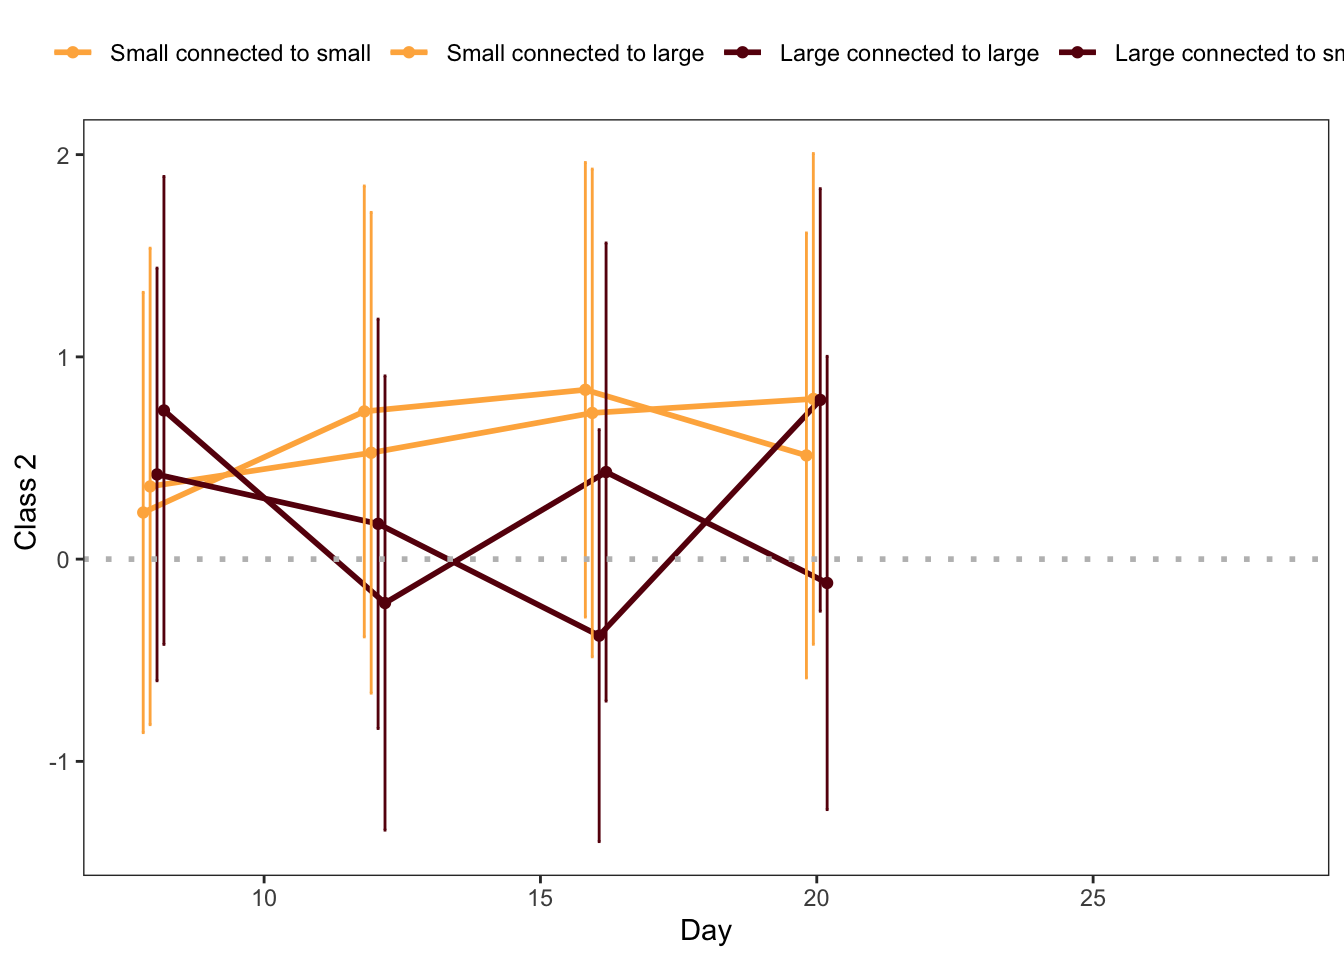 Small connected to small Small connected to large Large connected to large Large connected to sm
2
1
0
-1
Class 2
10 15 20 25
Day